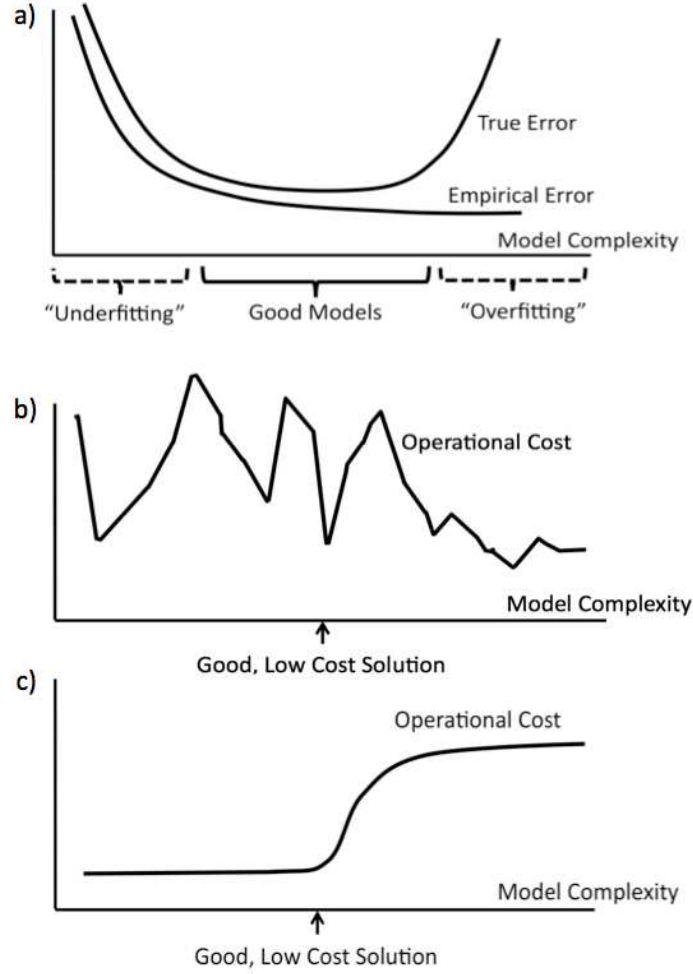 a)
True Error
Empirical Error
Model Complexity
“Underfitting”
Good Models
“Overfitting”
b)
Operational Cost
Model Complexity
Good, Low Cost Solution
c)
Operational Cost
Model Complexity
Good, Low Cost Solution